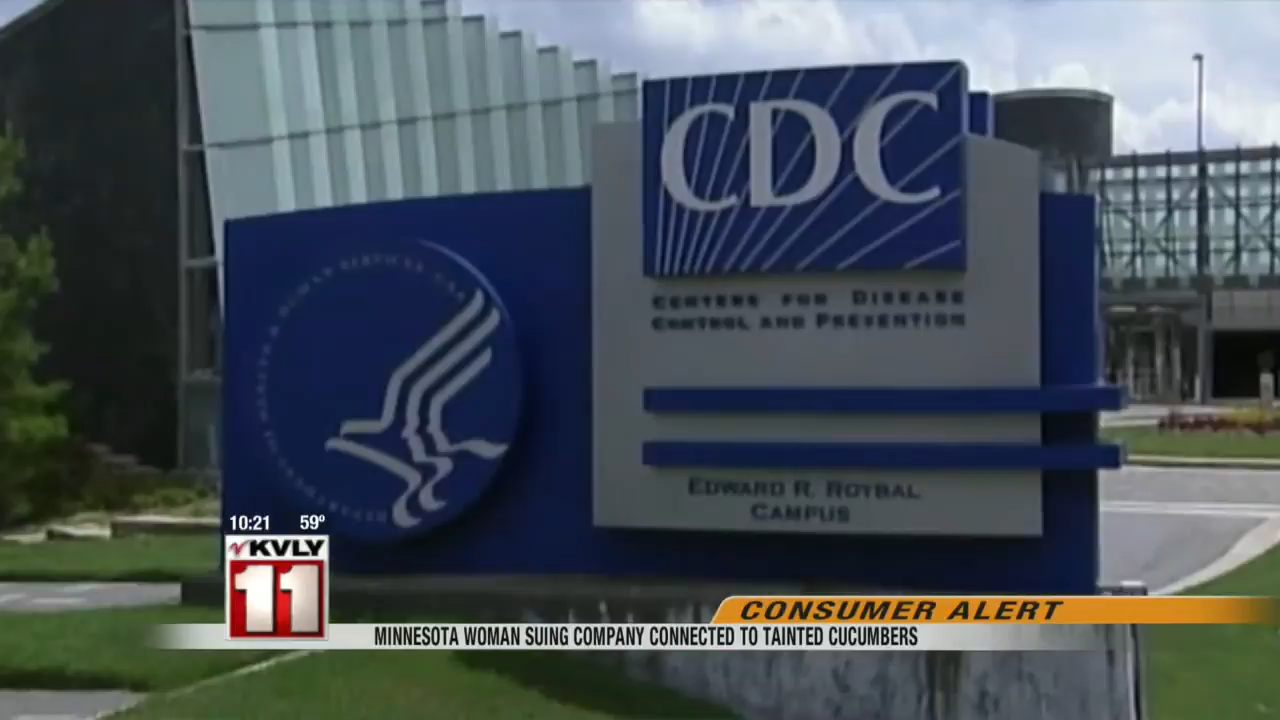 CDC
CENTERS FOR DISEASE
CONTROL AND PREVENTION
EDWARD R. ROYBAL
CAMPUS
10:21 59º
KVLY
11
CONSUMER ALERT
MINNESOTA WOMAN SUING COMPANY CONNECTED TO TAINTED CUCUMBERS